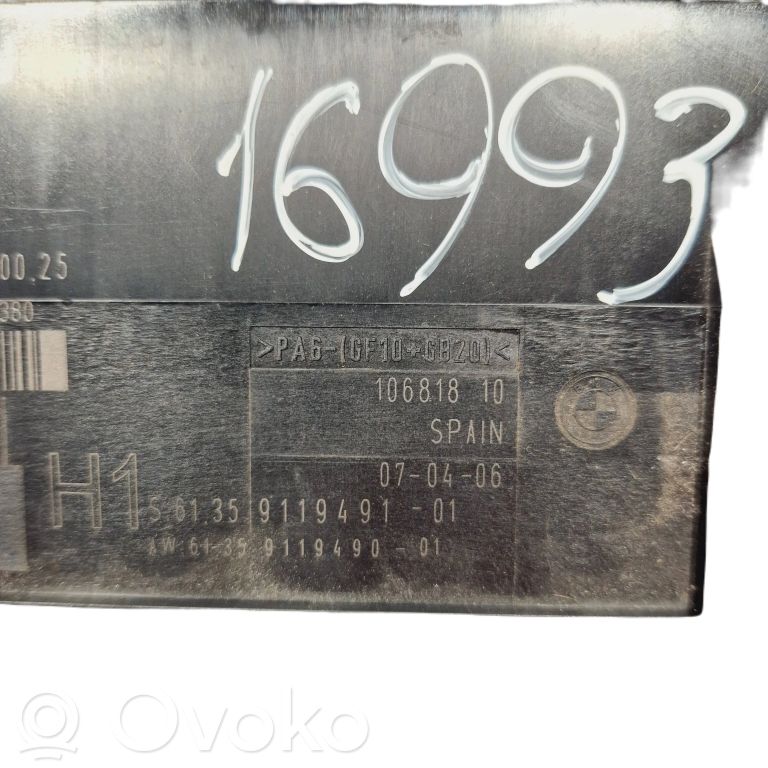 16993
00.25
380
>PA6-(GF10+GB20)<
106818 10
SPAIN
07-04-06
H1
S 61.35 9119491 -01
AW 61-35 9119490 -01
Ovoko